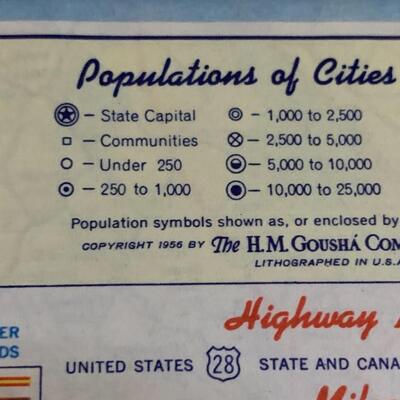 Populations of Cities
– State Capital
– Communities
– Under 250
– 250 to 1,000
– 1,000 to 2,500
– 2,500 to 5,000
– 5,000 to 10,000
– 10,000 to 25,000
Population symbols shown as, or enclosed by
COPYRIGHT 1956 BY The H.M. GOUSHÁ COM
LITHOGRAPHED IN U.S.A
Highway
ER
DS
UNITED STATES 28 STATE AND CANA